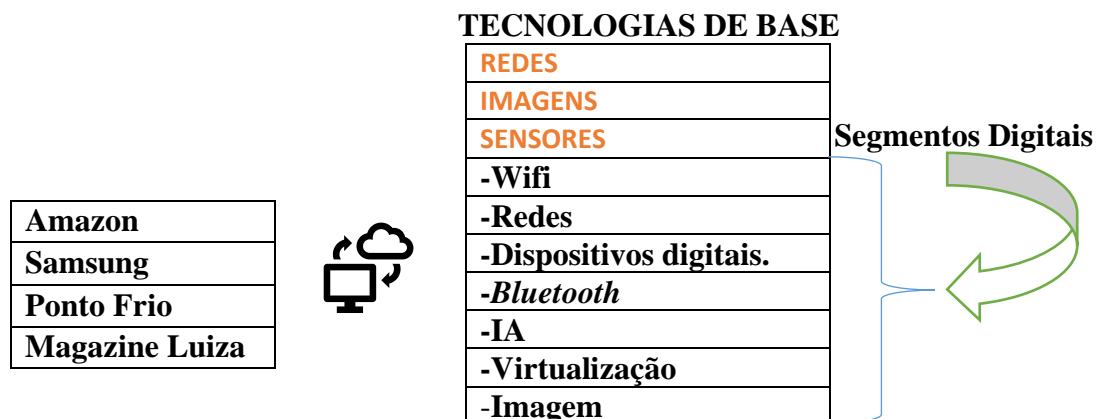 TECNOLOGIAS DE BASE
REDES
IMAGENS
SENSORES
Segmentos Digitais
-Wifi
-Redes
-Dispositivos digitais.
-Bluetooth
-IA
-Virtualização
-Imagem
Amazon
Samsung
Ponto Frio
Magazine Luiza